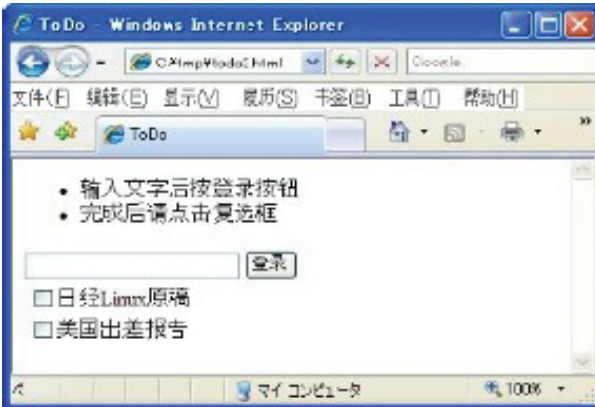 ToDo - Windows Internet Explorer
Google
文件(F) 编辑(E) 显示(V) 履历(S) 书签(B) 工具(T) 帮助(H)
ToDo
• 输入文字后按登录按钮
• 完成后请点击复选框
登录
日经Linux原稿
美国出差报告
マイ コンピュータ
100%